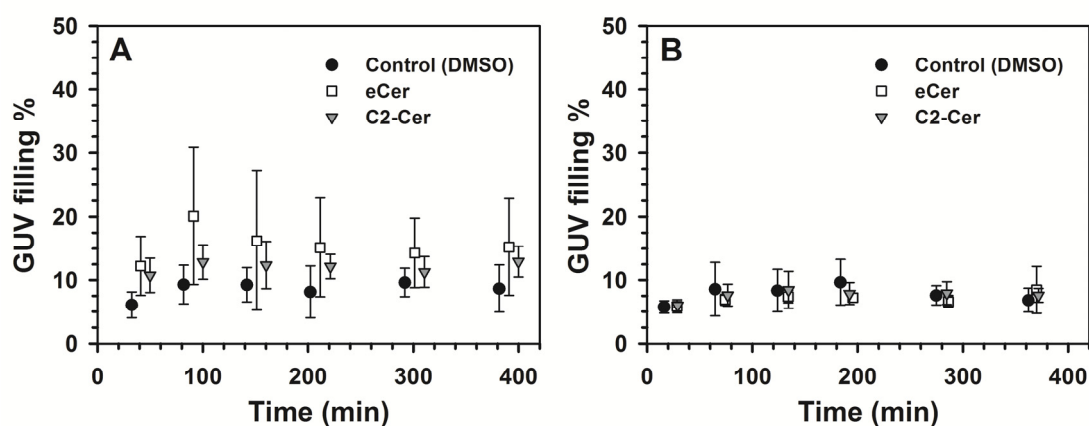 A
Control (DMSO)
eCer
C2-Cer
GUV filling %
50
40
30
20
10
0
0 100 200 300 400
Time (min)
B
Control (DMSO)
eCer
C2-Cer
GUV filling %
50
40
30
20
10
0
0 100 200 300 400
Time (min)